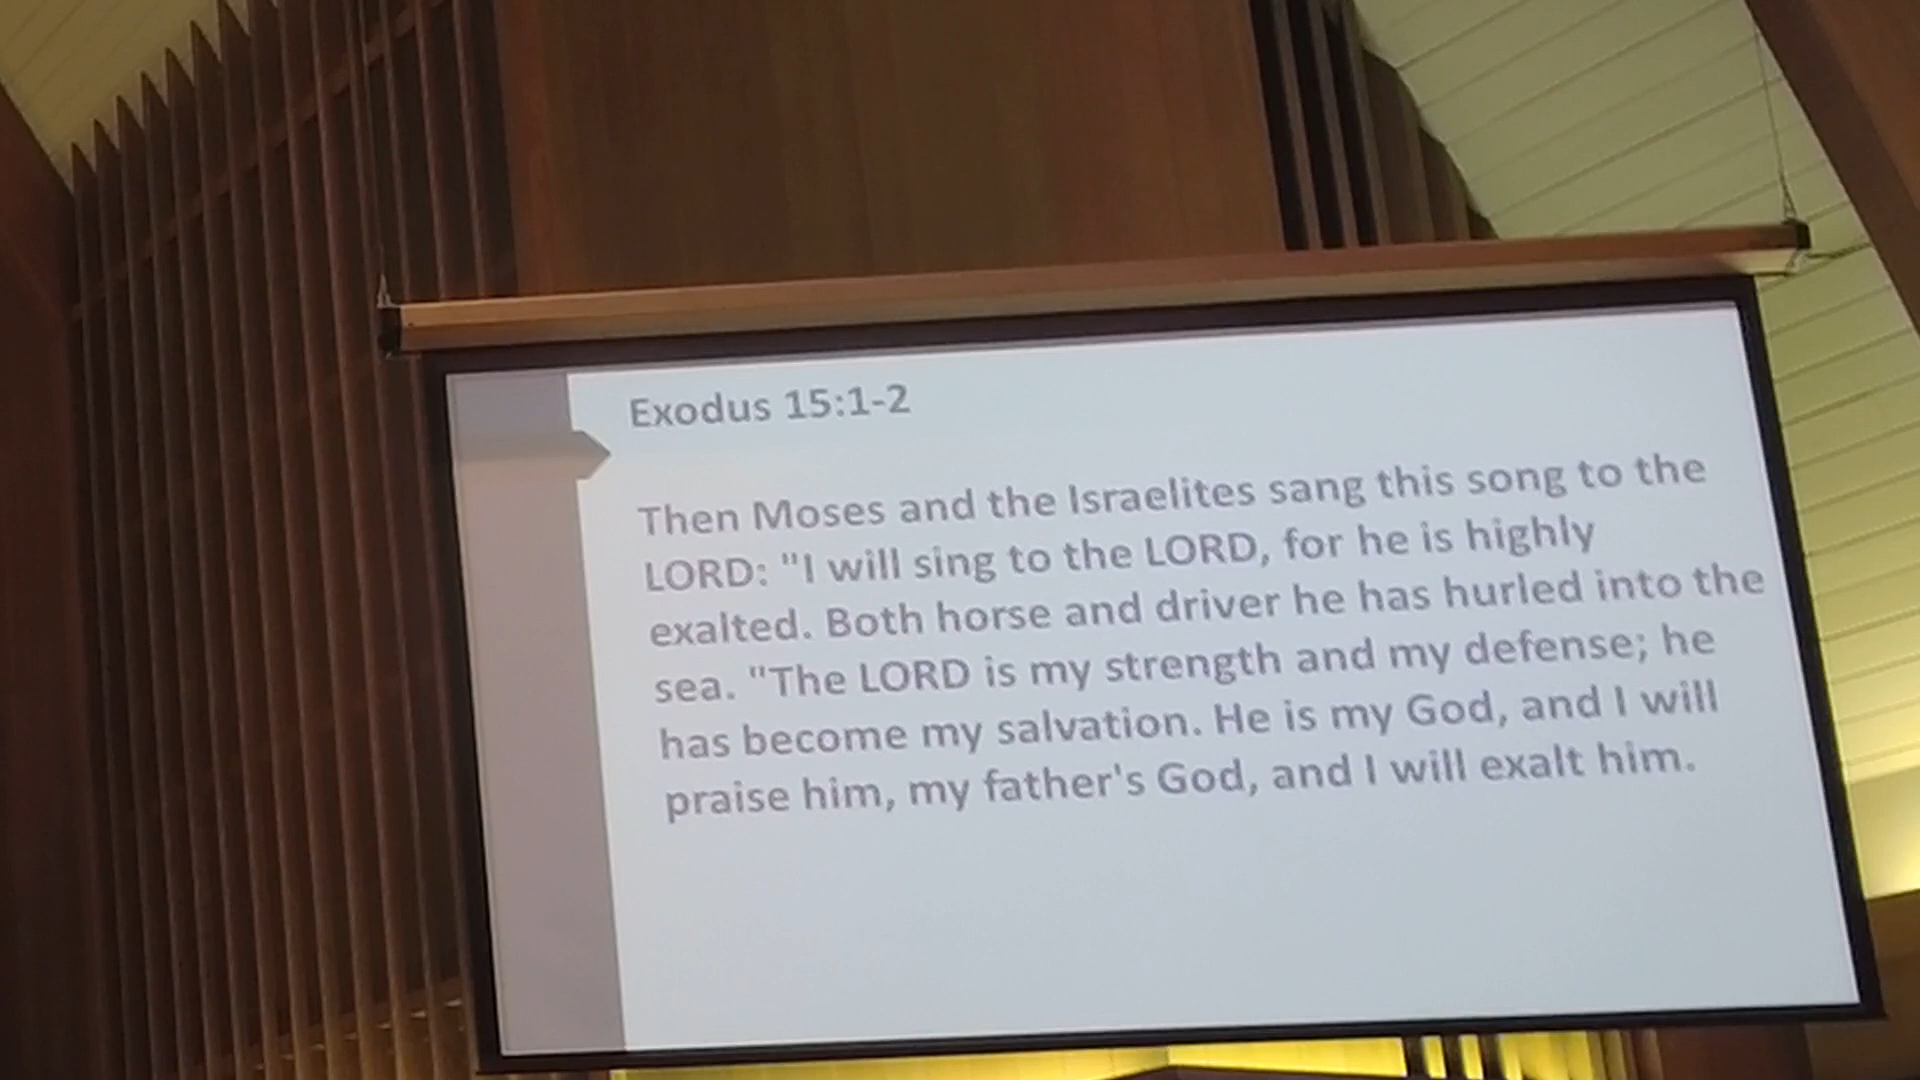 Exodus 15:1-2
Then Moses and the Israelites sang this song to the
LORD: "I will sing to the LORD, for he is highly
exalted. Both horse and driver he has hurled into the
sea. "The LORD is my strength and my defense; he
has become my salvation. He is my God, and I will
praise him, my father's God, and I will exalt him.